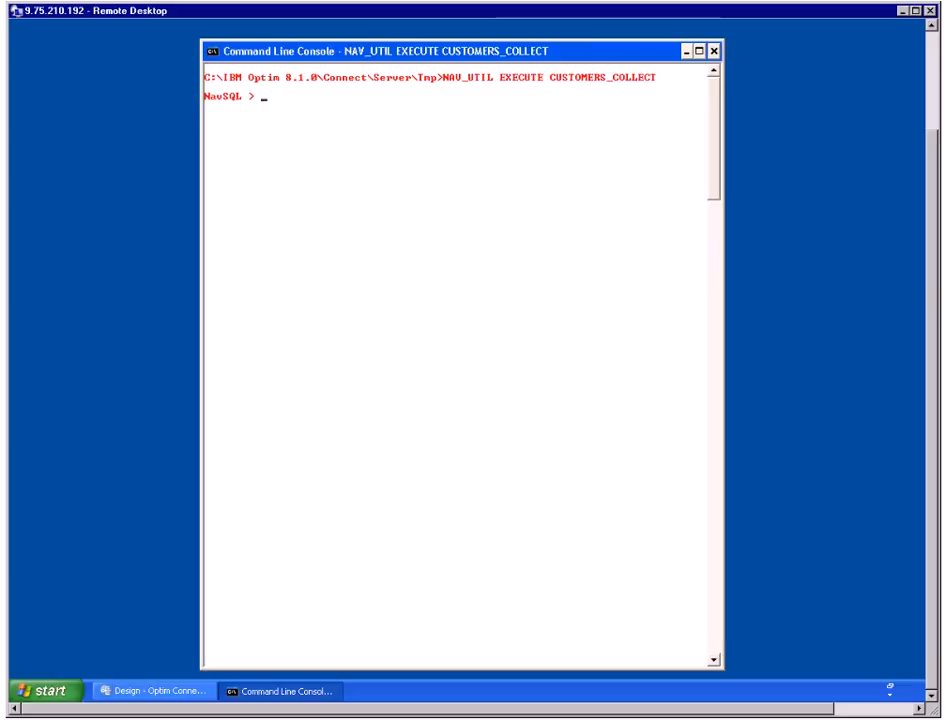 9.75.210.192 - Remote Desktop
Command Line Console - NAV_UTIL EXECUTE CUSTOMERS_COLLECT
C:\IBM Optim 8.1.0\Connect\Server\Tmp>NAV_UTIL EXECUTE CUSTOMERS_COLLECT
NavSQL > _
start
Design - Optim Conne...
Command Line Consol...